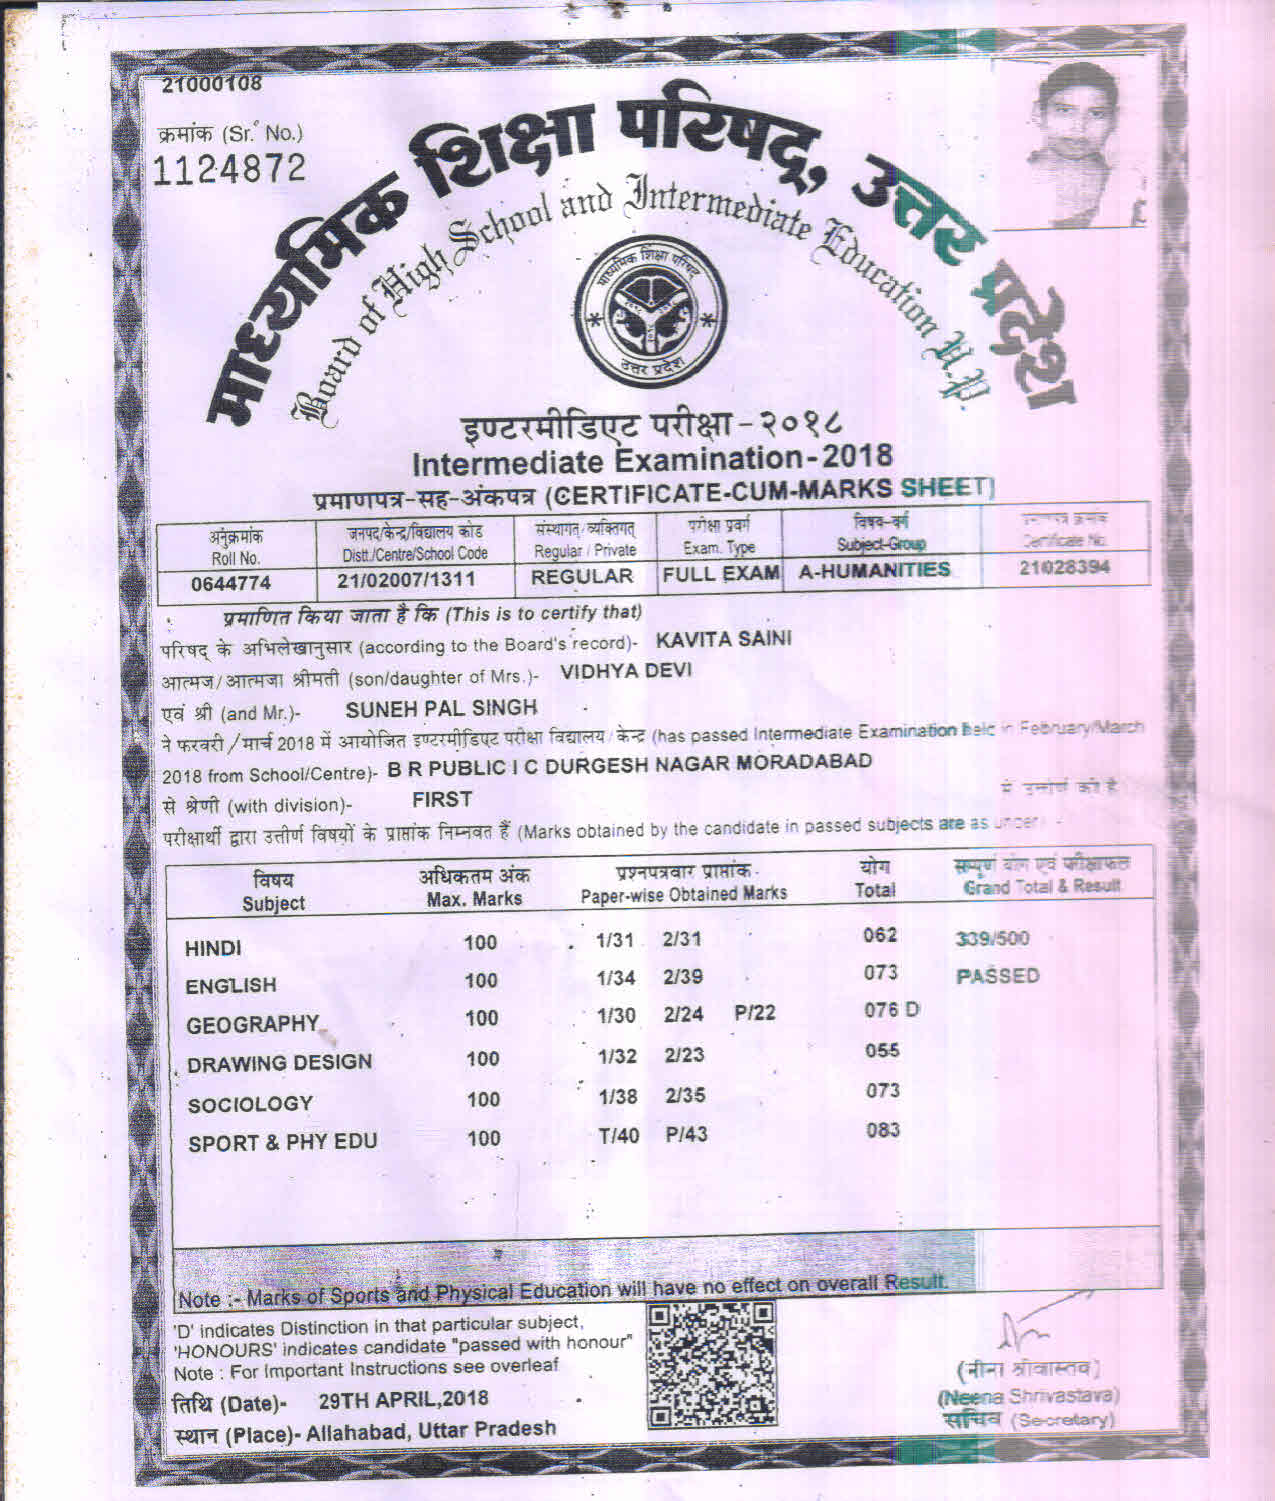 21000108
क्रमांक (Sr. No.)
1124872
माध्यमिक शिक्षा परिषद्, उत्तर प्रदेश
Board of High School and Intermediate Education U.P.
माध्यमिक शिक्षा परिषद
उत्तर प्रदेश
इण्टरमीडिएट परीक्षा - २०१८
Intermediate Examination - 2018
प्रमाणपत्र-सह-अंकपत्र (CERTIFICATE-CUM-MARKS SHEET)
अनुक्रमांक जनपद/केन्द्र/विद्यालय कोड संस्थागत/व्यक्तिगत परीक्षा प्रवर्ग विषय-वर्ग प्रमाणपत्र क्रमांक
Roll No. Distt./Centre/School Code Regular / Private Exam. Type Subject-Group Certificate No.
0644774 21/02007/1311 REGULAR FULL EXAM A-HUMANITIES 21028394
प्रमाणित किया जाता है कि (This is to certify that)
परिषद् के अभिलेखानुसार (according to the Board's record)- KAVITA SAINI
आत्मज/आत्मजा श्रीमती (son/daughter of Mrs.)- VIDHYA DEVI
एवं श्री (and Mr.)- SUNEH PAL SINGH
ने फरवरी/मार्च 2018 में आयोजित इण्टरमीडिएट परीक्षा विद्यालय/केन्द्र (has passed Intermediate Examination held in February/March
2018 from School/Centre)- B R PUBLIC I C DURGESH NAGAR MORADABAD
से श्रेणी (with division)- FIRST में उत्तीर्ण की है
परीक्षार्थी द्वारा उत्तीर्ण विषयों के प्राप्तांक निम्नवत हैं (Marks obtained by the candidate in passed subjects are as under) -
विषय अधिकतम अंक प्रश्नपत्रवार प्राप्तांक योग सम्पूर्ण योग एवं परीक्षाफल
Subject Max. Marks Paper-wise Obtained Marks Total Grand Total & Result
HINDI 100 1/31 2/31 062 339/500
ENGLISH 100 1/34 2/39 073 PASSED
GEOGRAPHY 100 1/30 2/24 P/22 076 D
DRAWING DESIGN 100 1/32 2/23 055
SOCIOLOGY 100 1/38 2/35 073
SPORT & PHY EDU 100 T/40 P/43 083
Note :- Marks of Sports and Physical Education will have no effect on overall Result.
'D' indicates Distinction in that particular subject,
'HONOURS' indicates candidate "passed with honour"
Note : For Important Instructions see overleaf
तिथि (Date)- 29TH APRIL,2018
स्थान (Place)- Allahabad, Uttar Pradesh
(नीना श्रीवास्तव)
(Neena Shrivastava)
सचिव (Secretary)